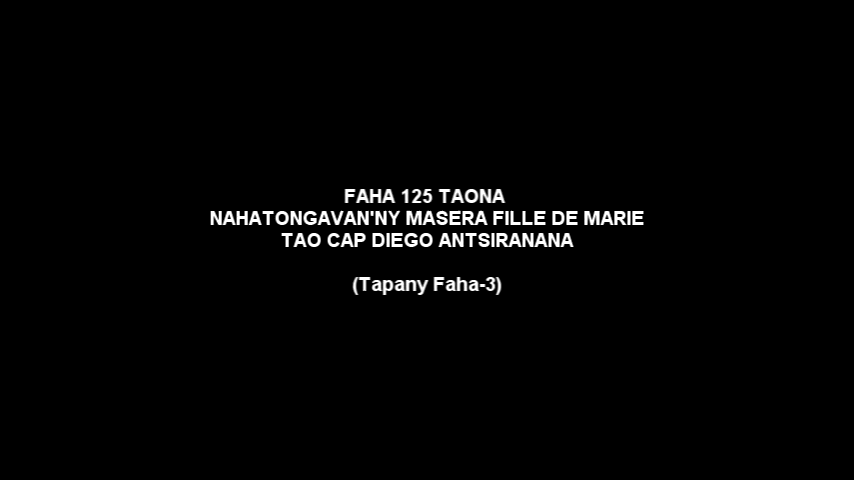 FAHA 125 TAONA
NAHATONGAVAN'NY MASERA FILLE DE MARIE
TAO CAP DIEGO ANTSIRANANA
(Tapany Faha-3)